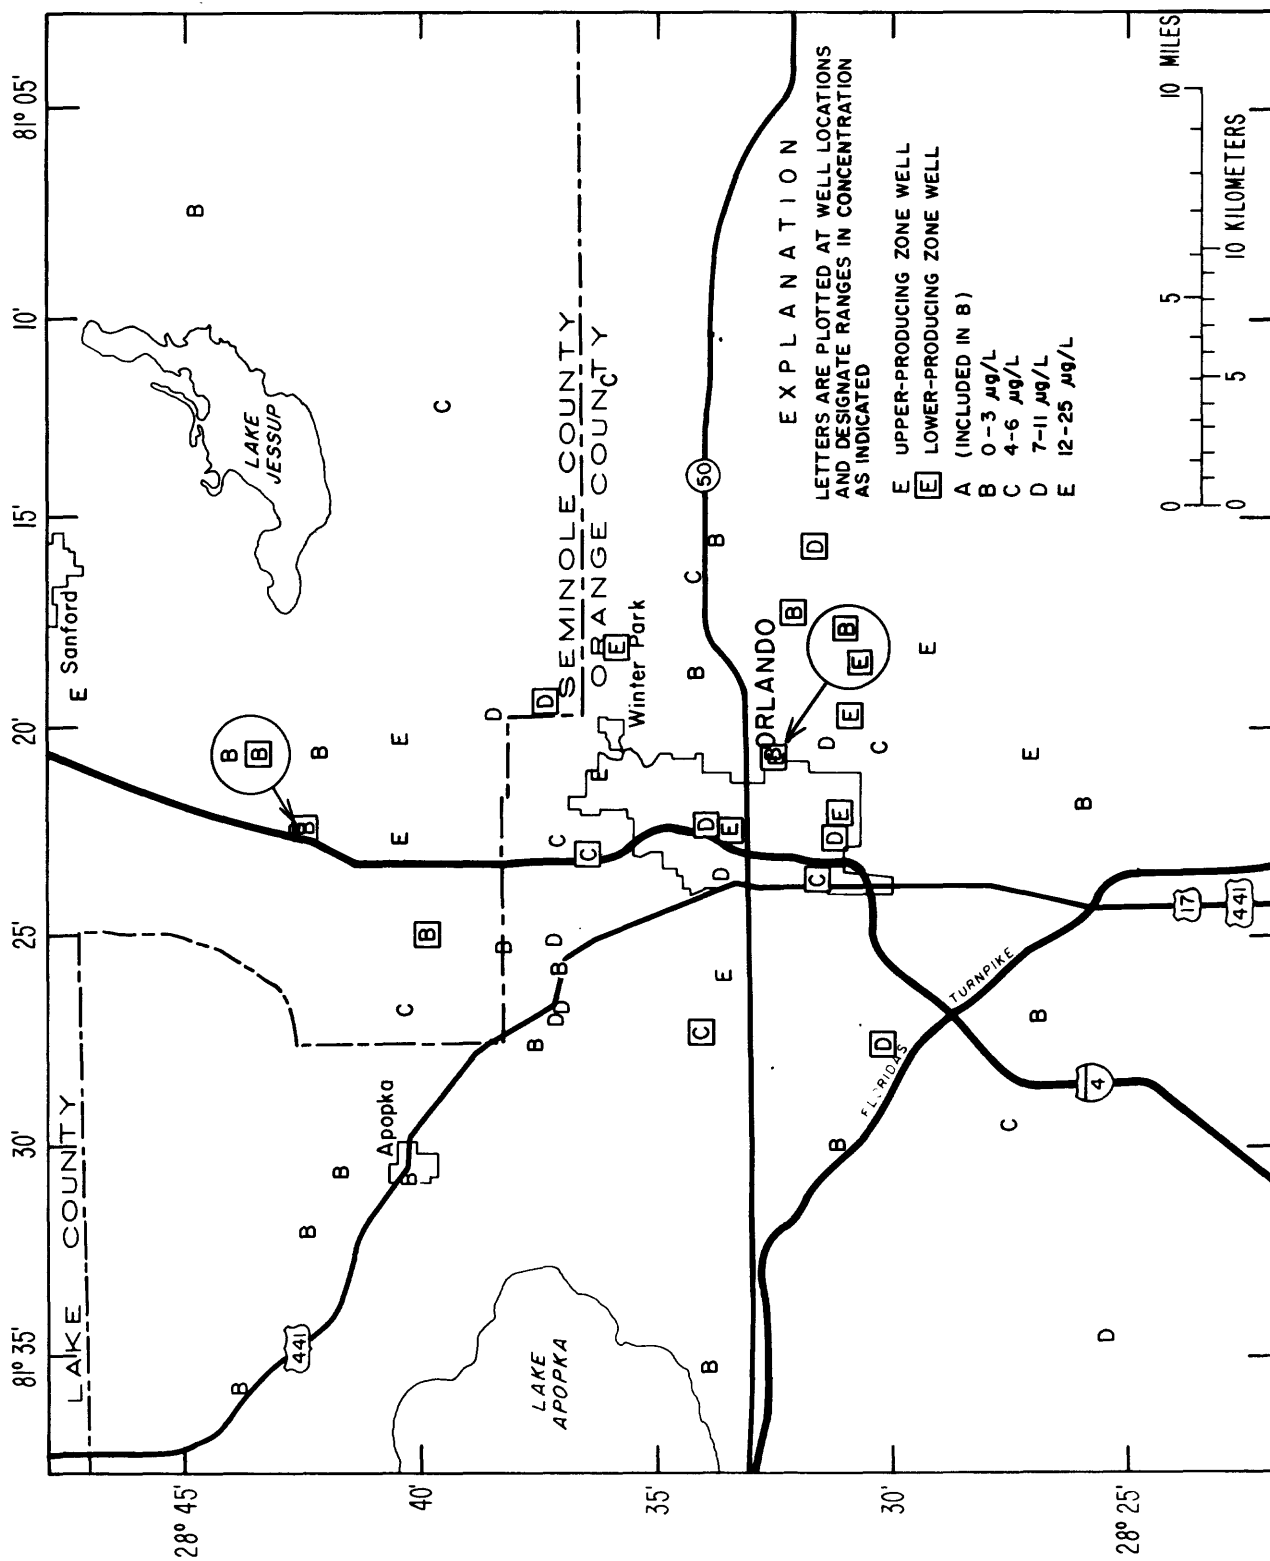 81° 35'
30'
25'
20'
15'
10'
81° 05'
28° 45'
40'
35'
30'
28° 25'
LAKE COUNTY
E Sanford
LAKE
JESSUP
B
B
B
B
B
B
E
E
C
B
C
D
D
SEMINOLE COUNTY
ORANGE COUNTY
C
441
B
B
B
Apopka
B
B
B
D
B
D
D
C
C
E
E
Winter Park
LAKE
APOPKA
B
C
E
D
D
E
B
C
B
50
ORLANDO
B
B
B
E
D
E
C
D
E
C
D
B
D
B
E
E
B
FLORIDAS TURNPIKE
C
B
D
4
17
441
EXPLANATION
LETTERS ARE PLOTTED AT WELL LOCATIONS
AND DESIGNATE RANGES IN CONCENTRATION
AS INDICATED
E UPPER-PRODUCING ZONE WELL
E LOWER-PRODUCING ZONE WELL
A (INCLUDED IN B)
B 0-3 µg/L
C 4-6 µg/L
D 7-11 µg/L
E 12-25 µg/L
0 5 10 MILES
0 5 10 KILOMETERS